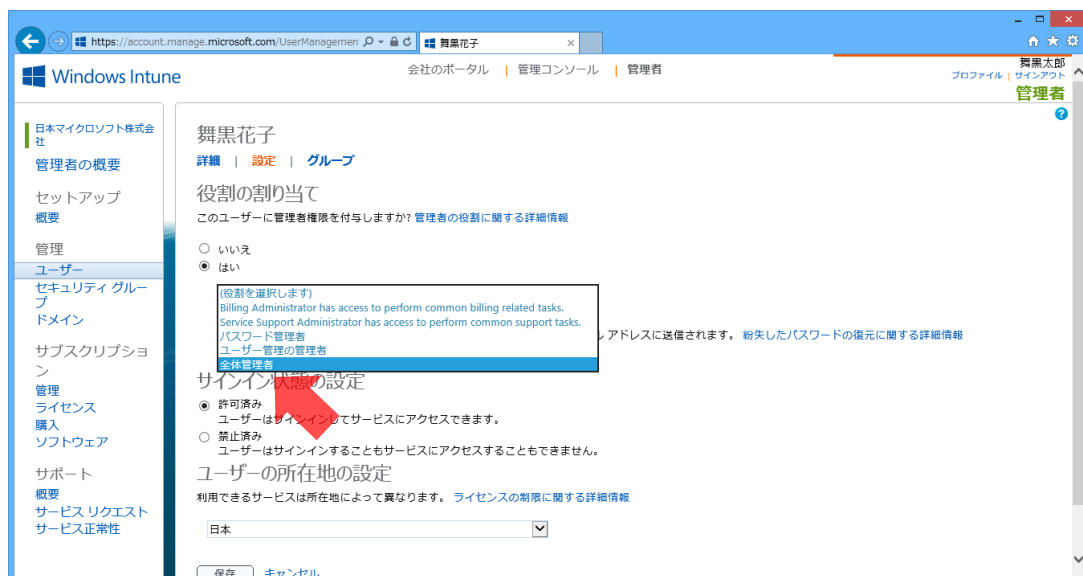 https://account.manage.microsoft.com/UserManagemen
舞黒花子
Windows Intune
会社のポータル | 管理コンソール | 管理者
舞黒太郎
プロファイル | サインアウト
管理者
日本マイクロソフト株式会
社
管理者の概要
セットアップ
概要
管理
ユーザー
セキュリティ グルー
プ
ドメイン
サブスクリプショ
ン
管理
ライセンス
購入
ソフトウェア
サポート
概要
サービス リクエスト
サービス正常性
舞黒花子
詳細 | 設定 | グループ
役割の割り当て
このユーザーに管理者権限を付与しますか? 管理者の役割に関する詳細情報
いいえ
はい
(役割を選択します)
Billing Administrator has access to perform common billing related tasks.
Service Support Administrator has access to perform common support tasks.
パスワード管理者
ユーザー管理の管理者
全体管理者
アドレスに送信されます。 紛失したパスワードの復元に関する詳細情報
サインイン状態の設定
許可済み
ユーザーはサインインしてサービスにアクセスできます。
禁止済み
ユーザーはサインインすることもサービスにアクセスすることもできません。
ユーザーの所在地の設定
利用できるサービスは所在地によって異なります。 ライセンスの制限に関する詳細情報
日本
保存 キャンセル